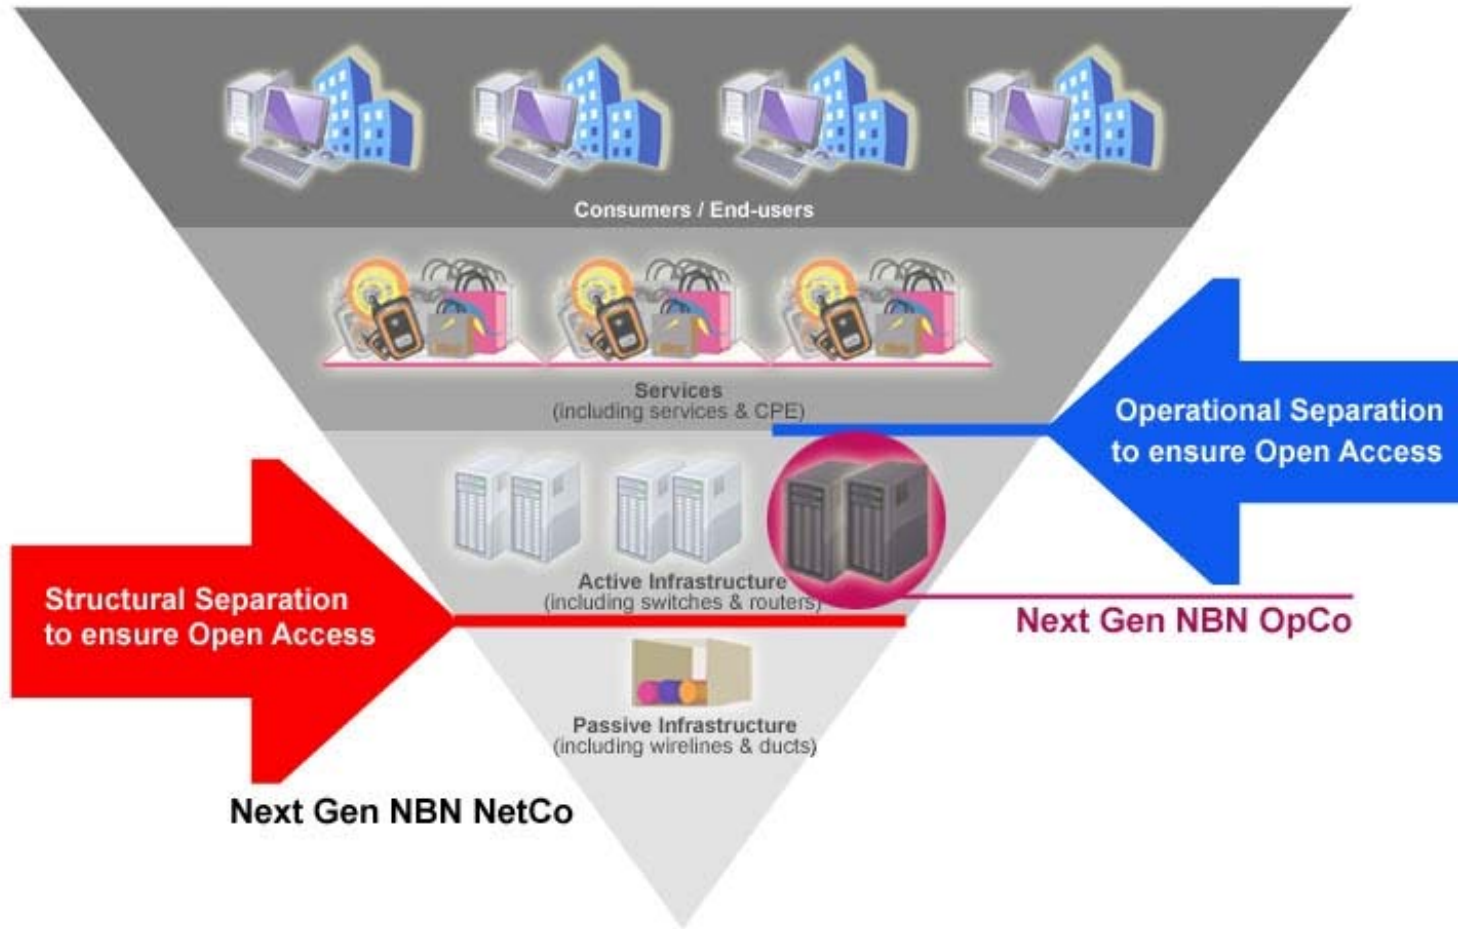 Consumers / End-users
Services
(including services & CPE)
Operational Separation
to ensure Open Access
Active Infrastructure
(including switches & routers)
Structural Separation
to ensure Open Access
Next Gen NBN OpCo
Passive Infrastructure
(including wirelines & ducts)
Next Gen NBN NetCo